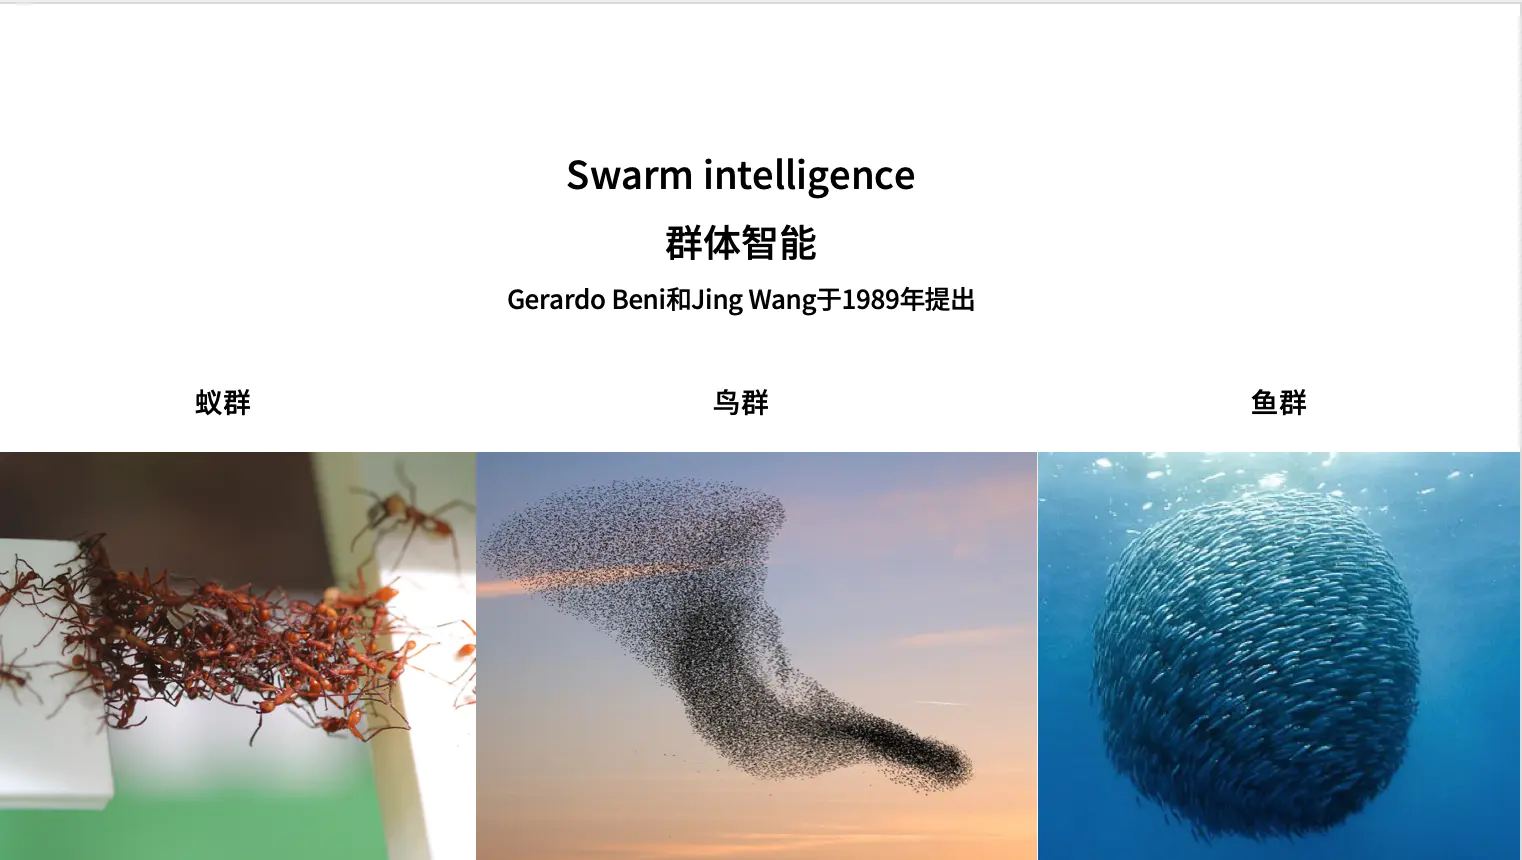 Swarm intelligence
群体智能
Gerardo Beni和Jing Wang于1989年提出
蚁群
鸟群
鱼群